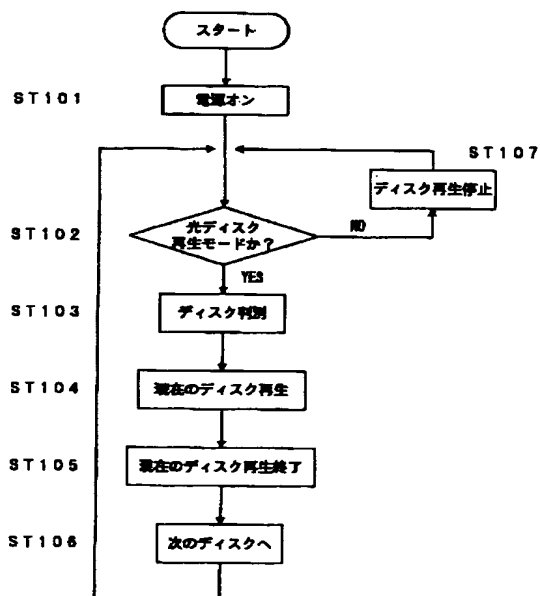 スタート
ST101
電源オン
ST107
ディスク再生停止
ST102
光ディスク
再生モードか？
NO
YES
ST103
ディスク判別
ST104
現在のディスク再生
ST105
現在のディスク再生終了
ST106
次のディスクへ